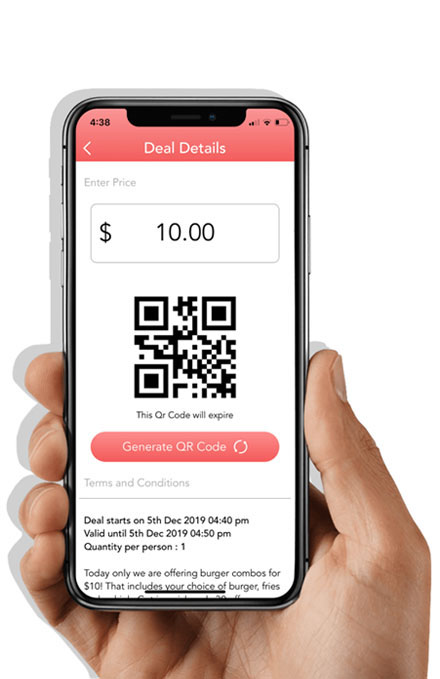 4:38
Deal Details
Enter Price
$ 10.00
This Qr Code will expire
Generate QR Code
Terms and Conditions
Deal starts on 5th Dec 2019 04:40 pm
Valid until 5th Dec 2019 04:50 pm
Quantity per person : 1
Today only we are offering burger combos for
$10! That includes your choice of burger, fries